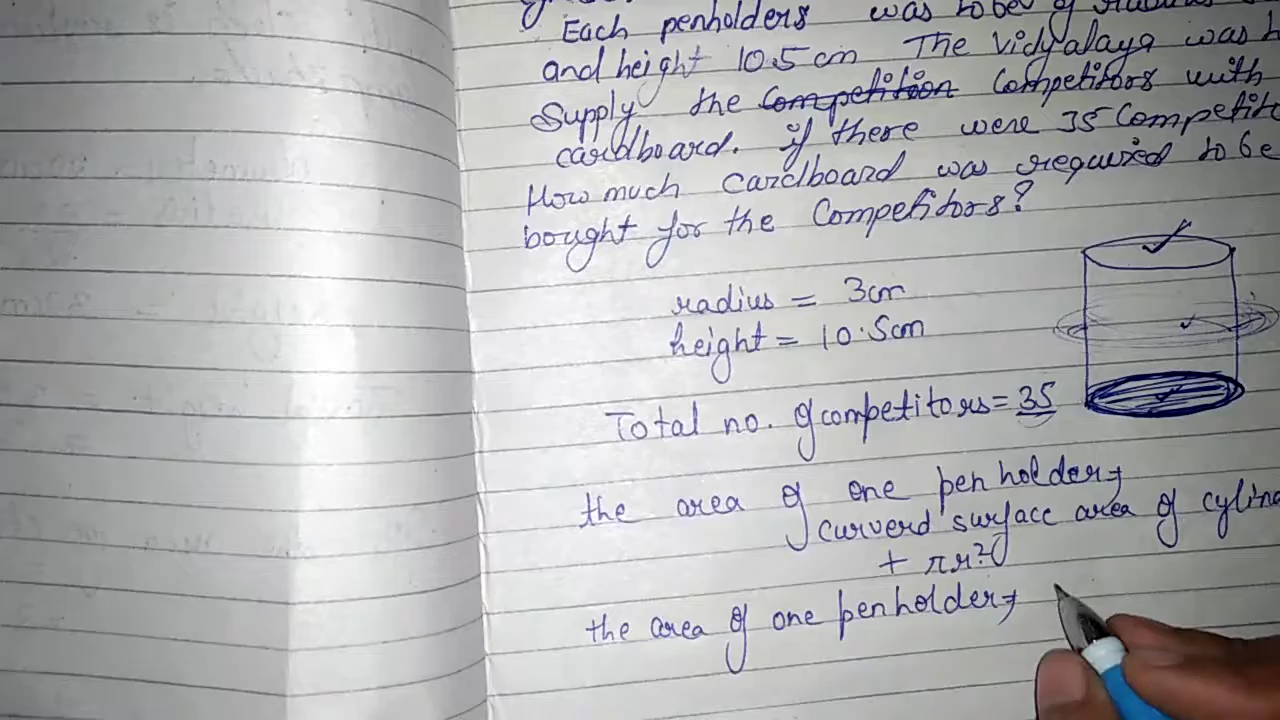 Each penholders was to be of radius
and height 10.5 cm The Vidyalaya was
Supply the competition Competitors with
cardboard. if there were 35 Competito
How much Cardboard was required to be
bought for the Competitors?
radius = 3cm
height = 10.5cm
Total no. of competitors = 35
the area of one penholder →
curverd surface area of cylind
+ πr²
the area of one penholder →